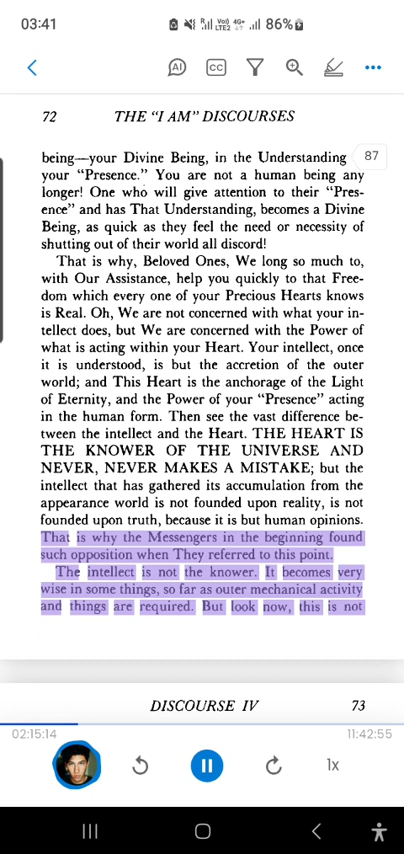 03:41
Vo)) 4G+ 86%
LTE2
AI CC
72 THE “I AM” DISCOURSES
87
being—your Divine Being, in the Understanding
your “Presence.” You are not a human being any
longer! One who will give attention to their “Pres-
ence” and has That Understanding, becomes a Divine
Being, as quick as they feel the need or necessity of
shutting out of their world all discord!
That is why, Beloved Ones, We long so much to,
with Our Assistance, help you quickly to that Free-
dom which every one of your Precious Hearts knows
is Real. Oh, We are not concerned with what your in-
tellect does, but We are concerned with the Power of
what is acting within your Heart. Your intellect, once
it is understood, is but the accretion of the outer
world; and This Heart is the anchorage of the Light
of Eternity, and the Power of your “Presence” acting
in the human form. Then see the vast difference be-
tween the intellect and the Heart. THE HEART IS
THE KNOWER OF THE UNIVERSE AND
NEVER, NEVER MAKES A MISTAKE; but the
intellect that has gathered its accumulation from the
appearance world is not founded upon reality, is not
founded upon truth, because it is but human opinions.
That is why the Messengers in the beginning found
such opposition when They referred to this point.
The intellect is not the knower. It becomes very
wise in some things, so far as outer mechanical activity
and things are required. But look now, this is not
DISCOURSE IV 73
02:15:14 11:42:55
1x